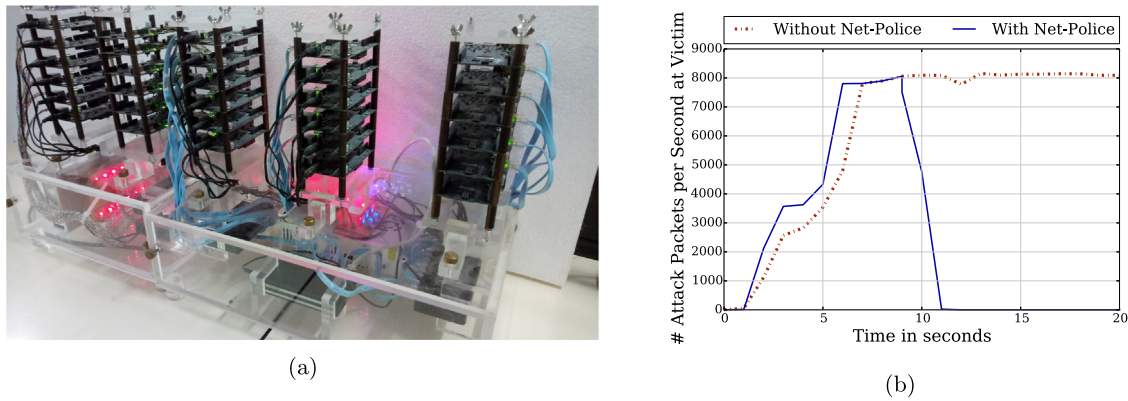 Without Net-Police
With Net-Police
# Attack Packets per Second at Victim
9000
8000
7000
6000
5000
4000
3000
2000
1000
0
0
5
10
15
20
Time in seconds
(a)
(b)